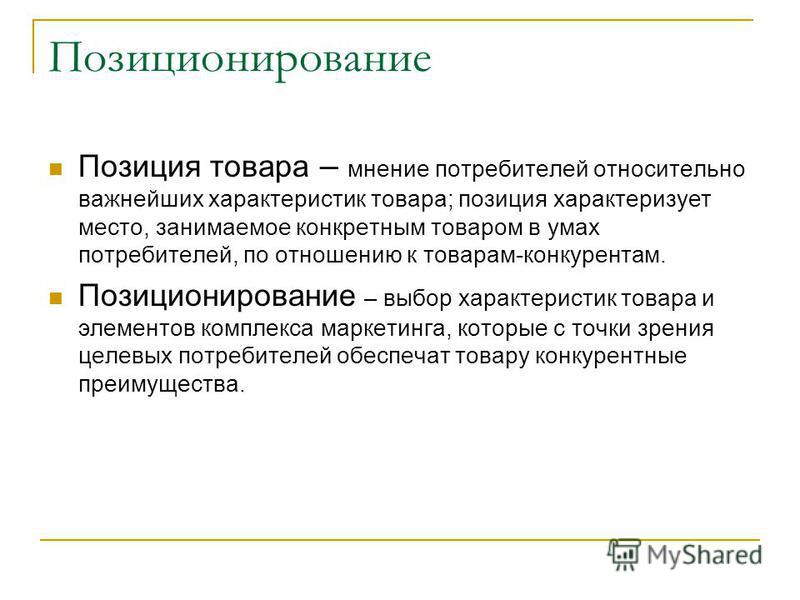 Позиционирование
Позиция товара – мнение потребителей относительно
важнейших характеристик товара; позиция характеризует
место, занимаемое конкретным товаром в умах
потребителей, по отношению к товарам-конкурентам.
Позиционирование – выбор характеристик товара и
элементов комплекса маркетинга, которые с точки зрения
целевых потребителей обеспечат товару конкурентные
преимущества.
MyShared